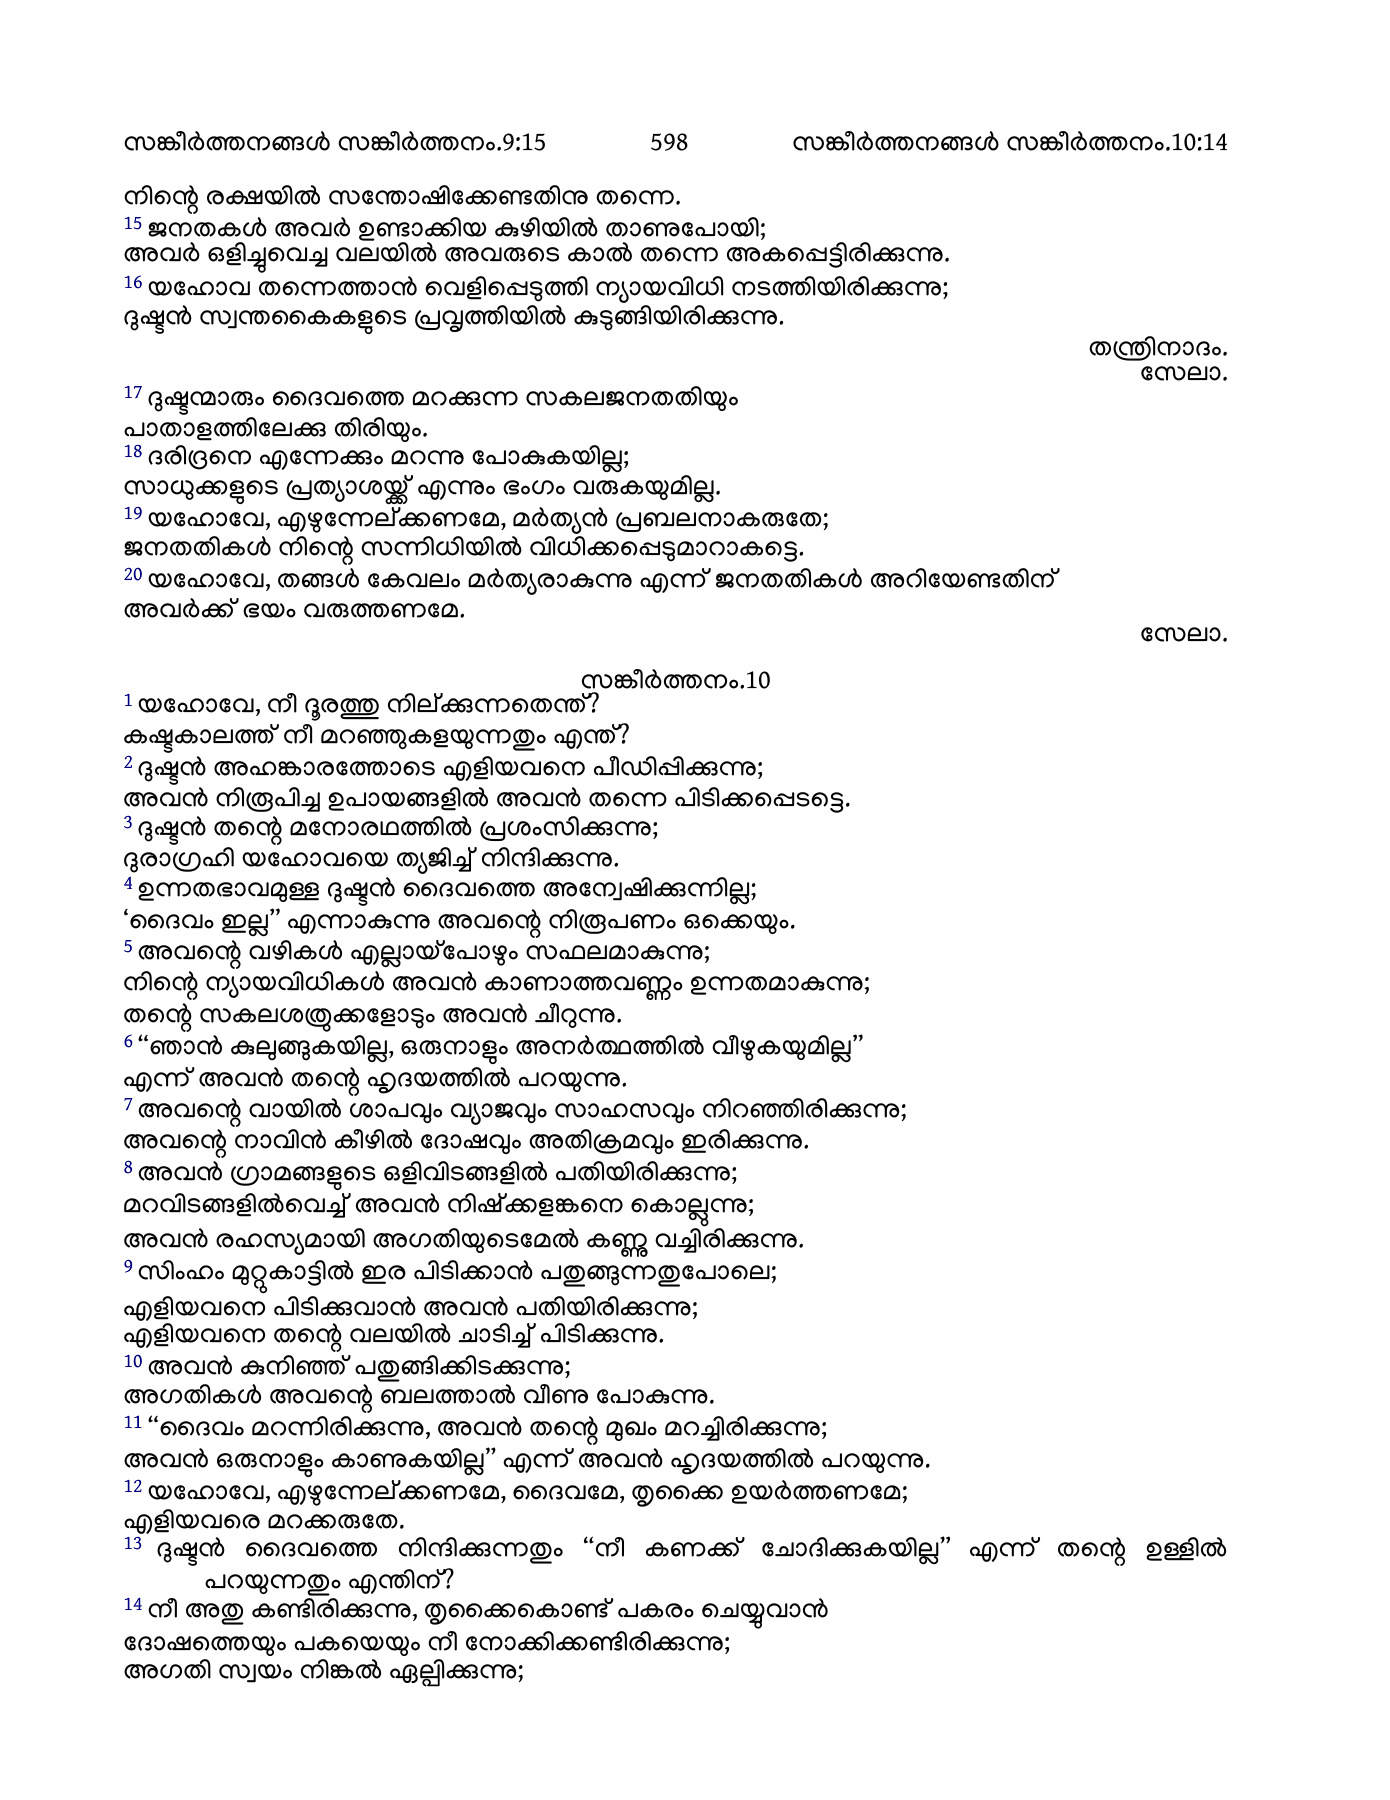 സങ്കീർത്തനങ്ങൾ സങ്കീർത്തനം.9:15 598 സങ്കീർത്തനങ്ങൾ സങ്കീർത്തനം.10:14
നിന്റെ രക്ഷയിൽ സന്തോഷിക്കേണ്ടതിനു തന്നെ.
15 ജനതകൾ അവർ ഉണ്ടാക്കിയ കുഴിയിൽ താണുപോയി;
അവർ ഒളിച്ചുവെച്ച വലയിൽ അവരുടെ കാൽ തന്നെ അകപ്പെട്ടിരിക്കുന്നു.
16 യഹോവ തന്നെത്താൻ വെളിപ്പെടുത്തി ന്യായവിധി നടത്തിയിരിക്കുന്നു;
ദുഷ്ടൻ സ്വന്തകൈകളുടെ പ്രവൃത്തിയിൽ കുടുങ്ങിയിരിക്കുന്നു.
തന്ത്രിനാദം.
സേലാ.
17 ദുഷ്ടന്മാരും ദൈവത്തെ മറക്കുന്ന സകലജനതതിയും
പാതാളത്തിലേക്കു തിരിയും.
18 ദരിദ്രനെ എന്നേക്കും മറന്നു പോകുകയില്ല;
സാധുക്കളുടെ പ്രത്യാശയ്ക്ക് എന്നും ഭംഗം വരുകയുമില്ല.
19 യഹോവേ, എഴുന്നേല്ക്കണമേ, മർത്യൻ പ്രബലനാകരുതേ;
ജനതതികൾ നിന്റെ സന്നിധിയിൽ വിധിക്കപ്പെടുമാറാകട്ടെ.
20 യഹോവേ, തങ്ങൾ കേവലം മർത്യരാകുന്നു എന്ന് ജനതതികൾ അറിയേണ്ടതിന്
അവർക്ക് ഭയം വരുത്തണമേ.
സേലാ.
സങ്കീർത്തനം.10
1 യഹോവേ, നീ ദൂരത്തു നില്ക്കുന്നതെന്ത്?
കഷ്ടകാലത്ത് നീ മറഞ്ഞുകളയുന്നതും എന്ത്?
2 ദുഷ്ടൻ അഹങ്കാരത്തോടെ എളിയവനെ പീഡിപ്പിക്കുന്നു;
അവൻ നിരൂപിച്ച ഉപായങ്ങളിൽ അവൻ തന്നെ പിടിക്കപ്പെടട്ടെ.
3 ദുഷ്ടൻ തന്റെ മനോരഥത്തിൽ പ്രശംസിക്കുന്നു;
ദുരാഗ്രഹി യഹോവയെ ത്യജിച്ച് നിന്ദിക്കുന്നു.
4 ഉന്നതഭാവമുള്ള ദുഷ്ടൻ ദൈവത്തെ അന്വേഷിക്കുന്നില്ല;
‘ദൈവം ഇല്ല” എന്നാകുന്നു അവന്റെ നിരൂപണം ഒക്കെയും.
5 അവന്റെ വഴികൾ എല്ലായ്പോഴും സഫലമാകുന്നു;
നിന്റെ ന്യായവിധികൾ അവൻ കാണാത്തവണ്ണം ഉന്നതമാകുന്നു;
തന്റെ സകലശത്രുക്കളോടും അവൻ ചീറുന്നു.
6 “ഞാൻ കുലുങ്ങുകയില്ല, ഒരുനാളും അനർത്ഥത്തിൽ വീഴുകയുമില്ല”
എന്ന് അവൻ തന്റെ ഹൃദയത്തിൽ പറയുന്നു.
7 അവന്റെ വായിൽ ശാപവും വ്യാജവും സാഹസവും നിറഞ്ഞിരിക്കുന്നു;
അവന്റെ നാവിൻ കീഴിൽ ദോഷവും അതിക്രമവും ഇരിക്കുന്നു.
8 അവൻ ഗ്രാമങ്ങളുടെ ഒളിവിടങ്ങളിൽ പതിയിരിക്കുന്നു;
മറവിടങ്ങളിൽവെച്ച് അവൻ നിഷ്ക്കളങ്കനെ കൊല്ലുന്നു;
അവൻ രഹസ്യമായി അഗതിയുടെമേൽ കണ്ണു വച്ചിരിക്കുന്നു.
9 സിംഹം മുറ്റുകാട്ടിൽ ഇര പിടിക്കാൻ പതുങ്ങുന്നതുപോലെ;
എളിയവനെ പിടിക്കുവാൻ അവൻ പതിയിരിക്കുന്നു;
എളിയവനെ തന്റെ വലയിൽ ചാടിച്ച് പിടിക്കുന്നു.
10 അവൻ കുനിഞ്ഞ് പതുങ്ങിക്കിടക്കുന്നു;
അഗതികൾ അവന്റെ ബലത്താൽ വീണു പോകുന്നു.
11 “ദൈവം മറന്നിരിക്കുന്നു, അവൻ തന്റെ മുഖം മറച്ചിരിക്കുന്നു;
അവൻ ഒരുനാളും കാണുകയില്ല” എന്ന് അവൻ ഹൃദയത്തിൽ പറയുന്നു.
12 യഹോവേ, എഴുന്നേല്ക്കണമേ, ദൈവമേ, തൃക്കൈ ഉയർത്തണമേ;
എളിയവരെ മറക്കരുതേ.
13 ദുഷ്ടൻ ദൈവത്തെ നിന്ദിക്കുന്നതും “നീ കണക്ക് ചോദിക്കുകയില്ല” എന്ന് തന്റെ ഉള്ളിൽ
പറയുന്നതും എന്തിന്?
14 നീ അതു കണ്ടിരിക്കുന്നു, തൃക്കൈകൊണ്ട് പകരം ചെയ്യുവാൻ
ദോഷത്തെയും പകയെയും നീ നോക്കിക്കണ്ടിരിക്കുന്നു;
അഗതി സ്വയം നിങ്കൽ ഏല്പിക്കുന്നു;